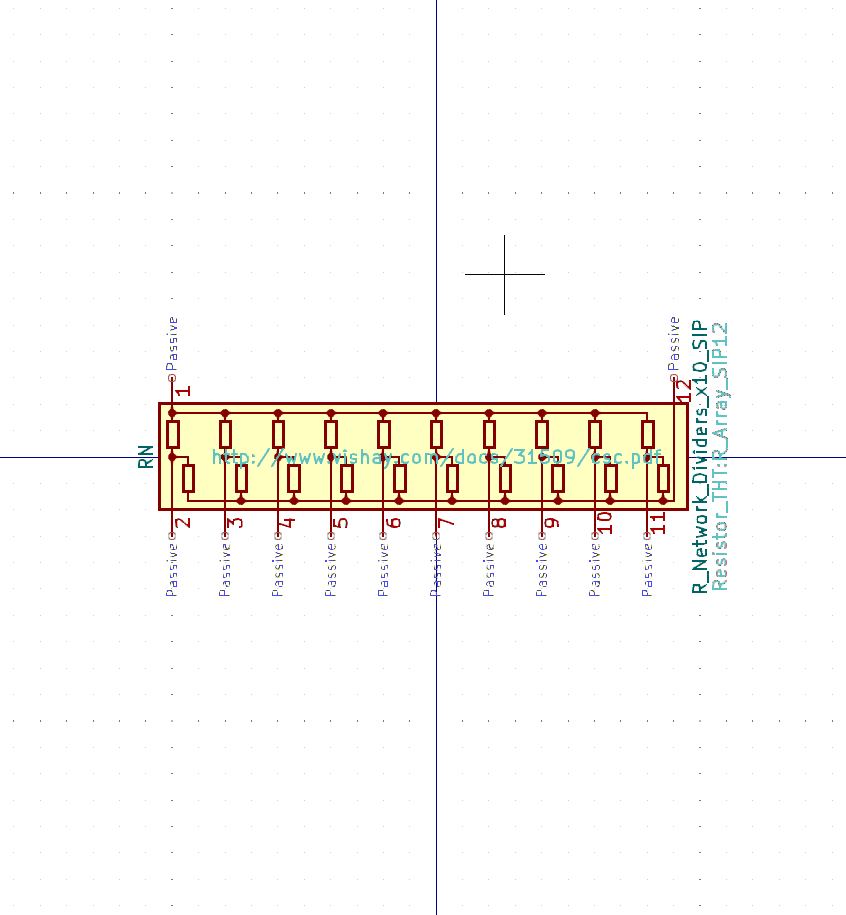 Passive
Passive
1
12
RN
http://www.vishay.com/docs/31509/csc.pdf
R_Network_Dividers_x10_SIP
Resistor_THT:R_Array_SIP12
2
3
4
5
6
7
8
9
10
11
Passive
Passive
Passive
Passive
Passive
Passive
Passive
Passive
Passive
Passive